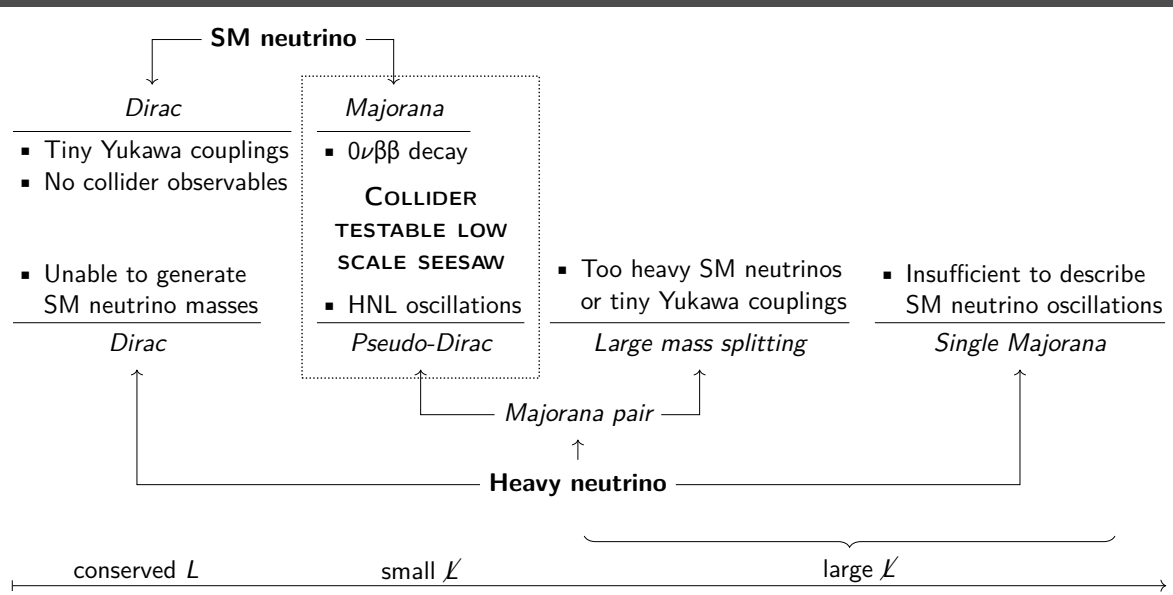 SM neutrino
Dirac
Majorana
▪ Tiny Yukawa couplings
▪ No collider observables
▪ 0νββ decay
COLLIDER
TESTABLE LOW
SCALE SEESAW
▪ Unable to generate
SM neutrino masses
▪ HNL oscillations
▪ Too heavy SM neutrinos
or tiny Yukawa couplings
▪ Insufficient to describe
SM neutrino oscillations
Dirac
Pseudo-Dirac
Large mass splitting
Single Majorana
Majorana pair
Heavy neutrino
conserved L
small L̸
large L̸